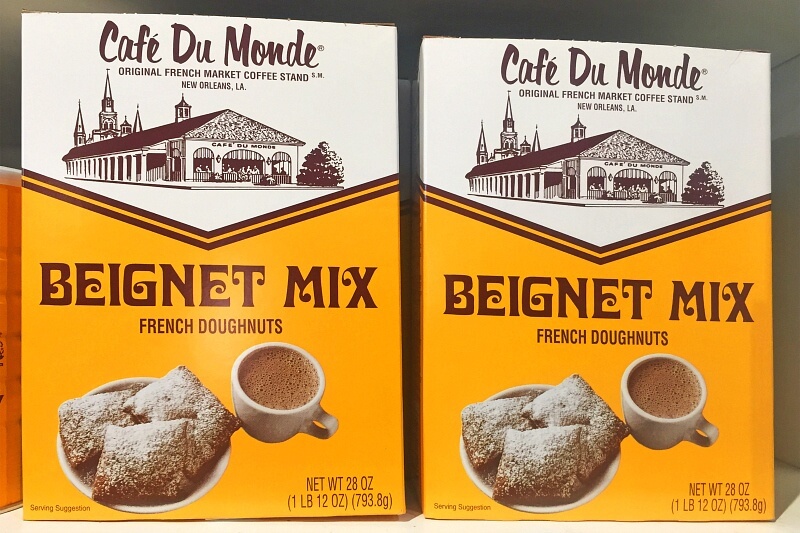 Café Du Monde®
ORIGINAL FRENCH MARKET COFFEE STAND S.M.
NEW ORLEANS, LA.
CAFE DU MONDE
BEIGNET MIX
FRENCH DOUGHNUTS
NET WT 28 OZ
(1 LB 12 OZ) (793.8g)
Serving Suggestion
Café Du Monde®
ORIGINAL FRENCH MARKET COFFEE STAND S.M.
NEW ORLEANS, LA.
CAFE DU MONDE
BEIGNET MIX
FRENCH DOUGHNUTS
NET WT 28 OZ
(1 LB 12 OZ) (793.8g)
Serving Suggestion